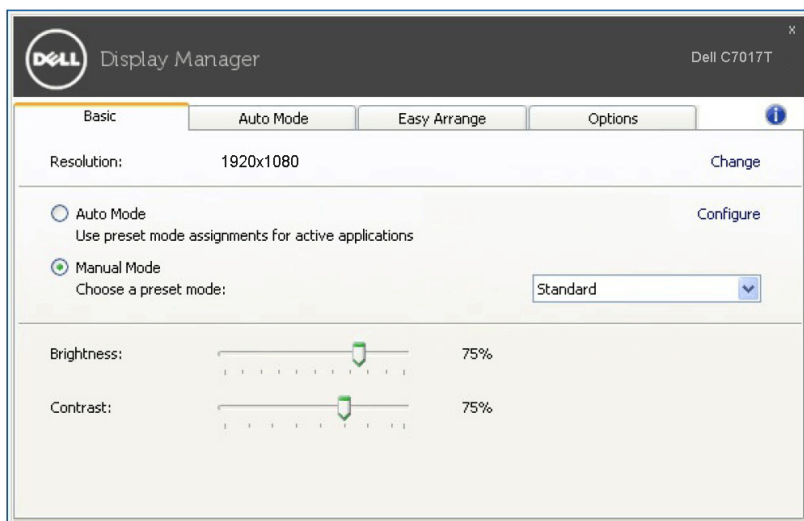 x
DELL Display Manager Dell C7017T
Basic Auto Mode Easy Arrange Options i
Resolution: 1920x1080 Change
Auto Mode Configure
Use preset mode assignments for active applications
Manual Mode
Choose a preset mode: Standard
Brightness: 75%
Contrast: 75%